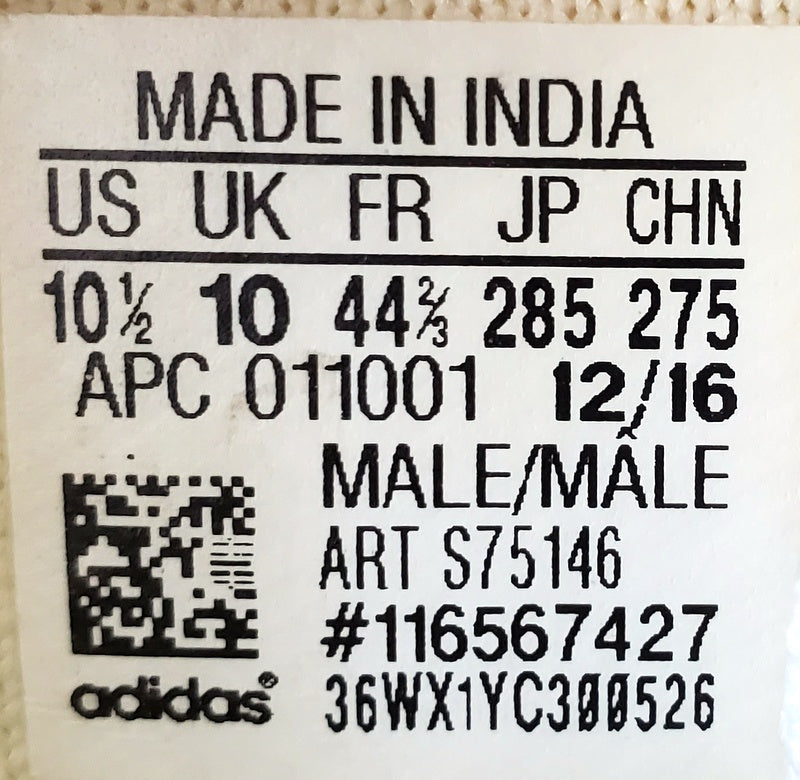 MADE IN INDIA
US UK FR JP CHN
10½ 10 44⅔ 285 275
APC 011001 12/16
MALE/MÂLE
ART S75146
#116567427
adidas® 36WX1YC300526